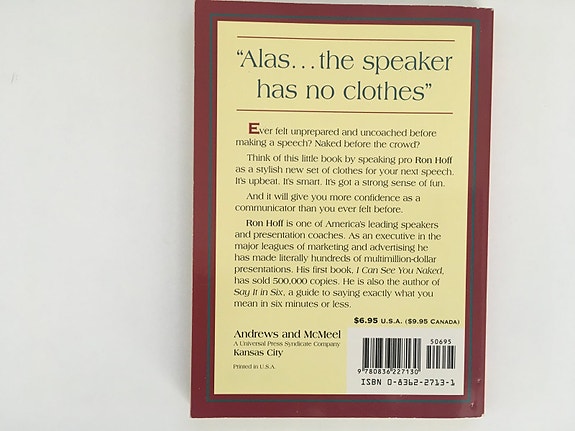 “Alas…the speaker
has no clothes”
Ever felt unprepared and uncoached before
making a speech? Naked before the crowd?
Think of this little book by speaking pro Ron Hoff
as a stylish new set of clothes for your next speech.
It's upbeat. It's smart. It's got a strong sense of fun.
And it will give you more confidence as a
communicator than you ever felt before.
Ron Hoff is one of America's leading speakers
and presentation coaches. As an executive in the
major leagues of marketing and advertising he
has made literally hundreds of multimillion-dollar
presentations. His first book, I Can See You Naked,
has sold 500,000 copies. He is also the author of
Say It in Six, a guide to saying exactly what you
mean in six minutes or less.
$6.95 U.S.A. ($9.95 Canada)
Andrews and McMeel
A Universal Press Syndicate Company
Kansas City
Printed in U.S.A.
50695
9 780836 227130
ISBN 0-8362-2713-1